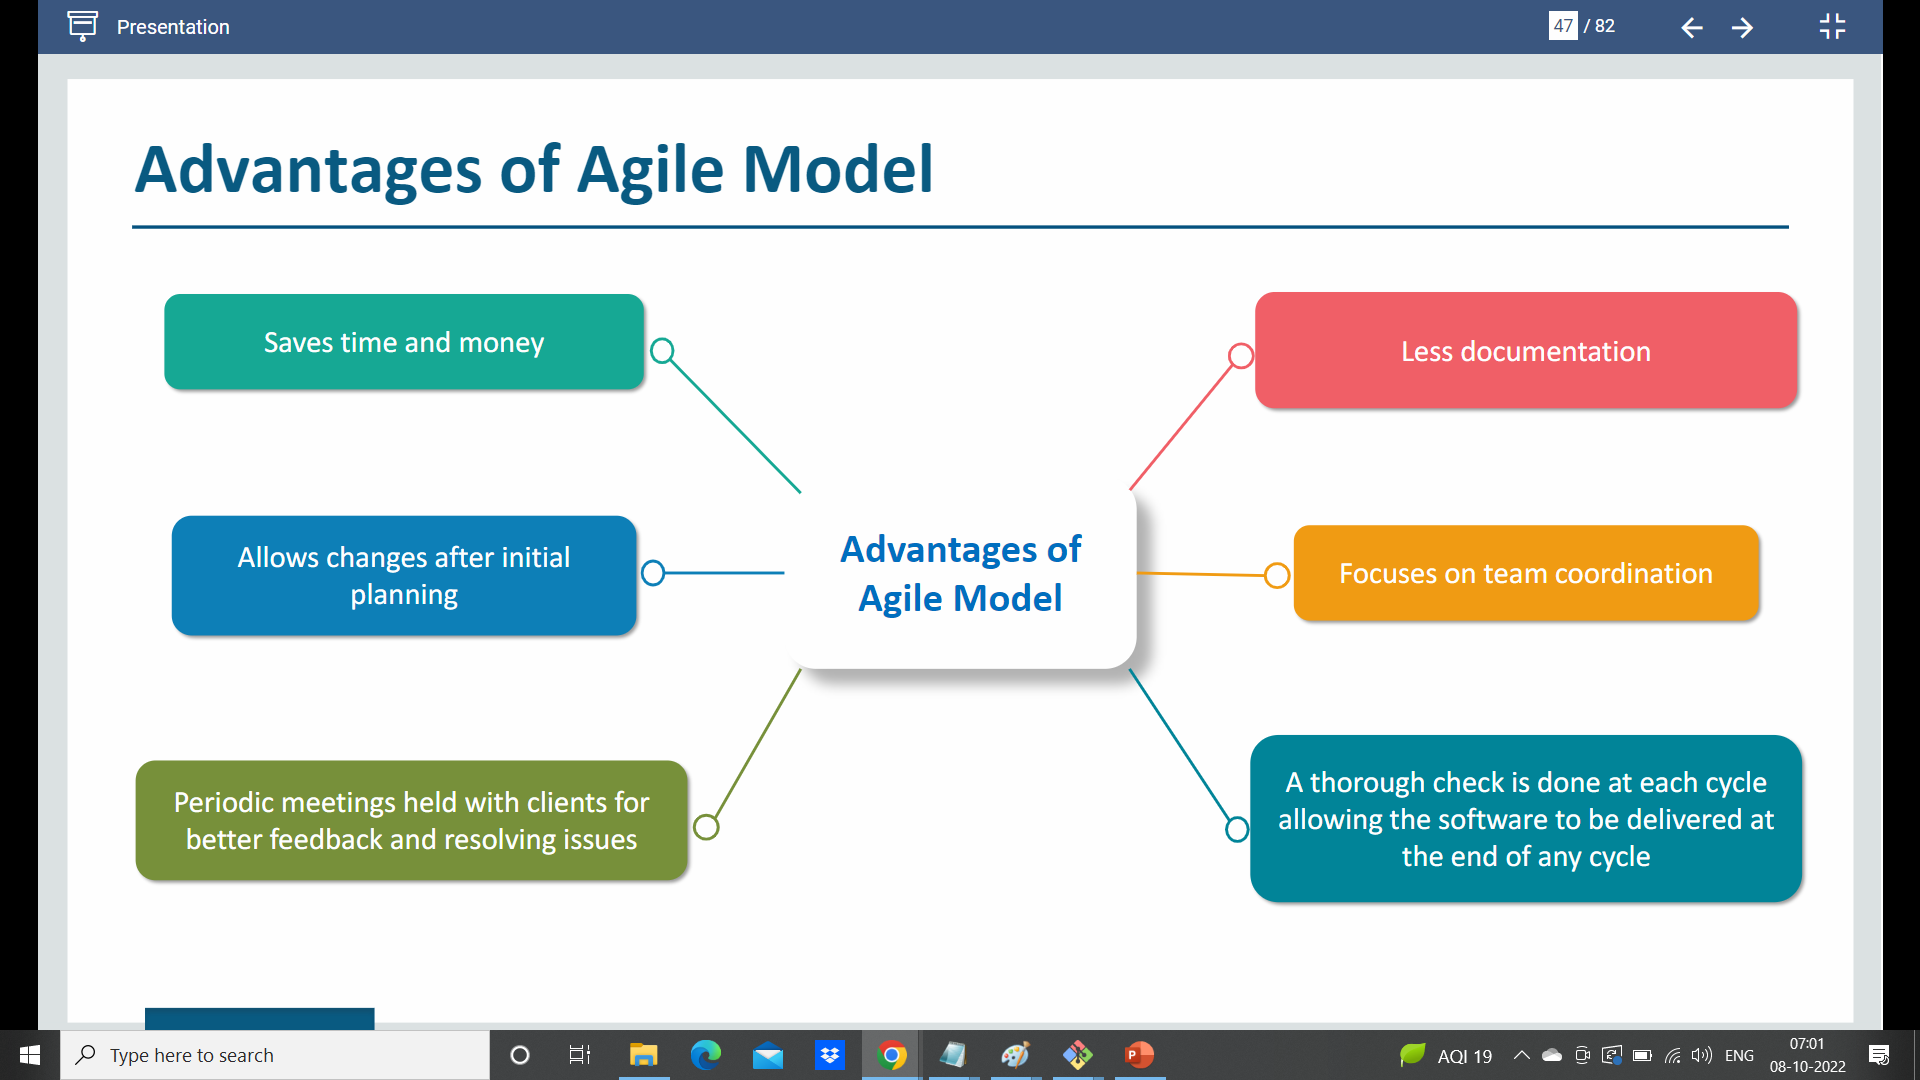 Presentation
47 / 82
Advantages of Agile Model
Saves time and money
Less documentation
Allows changes after initial
planning
Advantages of
Agile Model
Focuses on team coordination
Periodic meetings held with clients for
better feedback and resolving issues
A thorough check is done at each cycle
allowing the software to be delivered at
the end of any cycle
Type here to search
P
AQI 19
ENG
07:01
08-10-2022